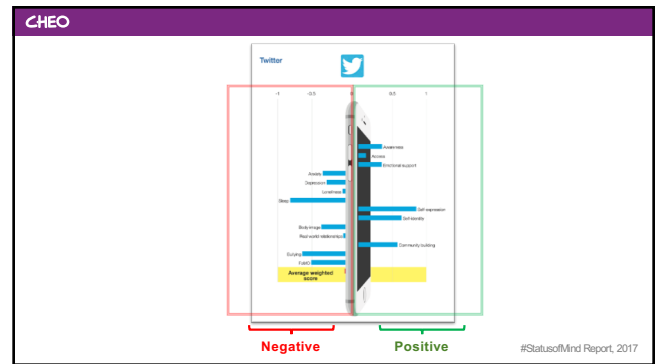 CHEO
Twitter
-1 -0.5 0 0.5 1
Awareness
Access
Emotional support
Anxiety
Depression
Loneliness
Sleep
Self-expression
Self-identity
Body image
Real world relationships
Community building
Bullying
FoMO
Average weighted
score
Negative Positive
#StatusofMind Report, 2017